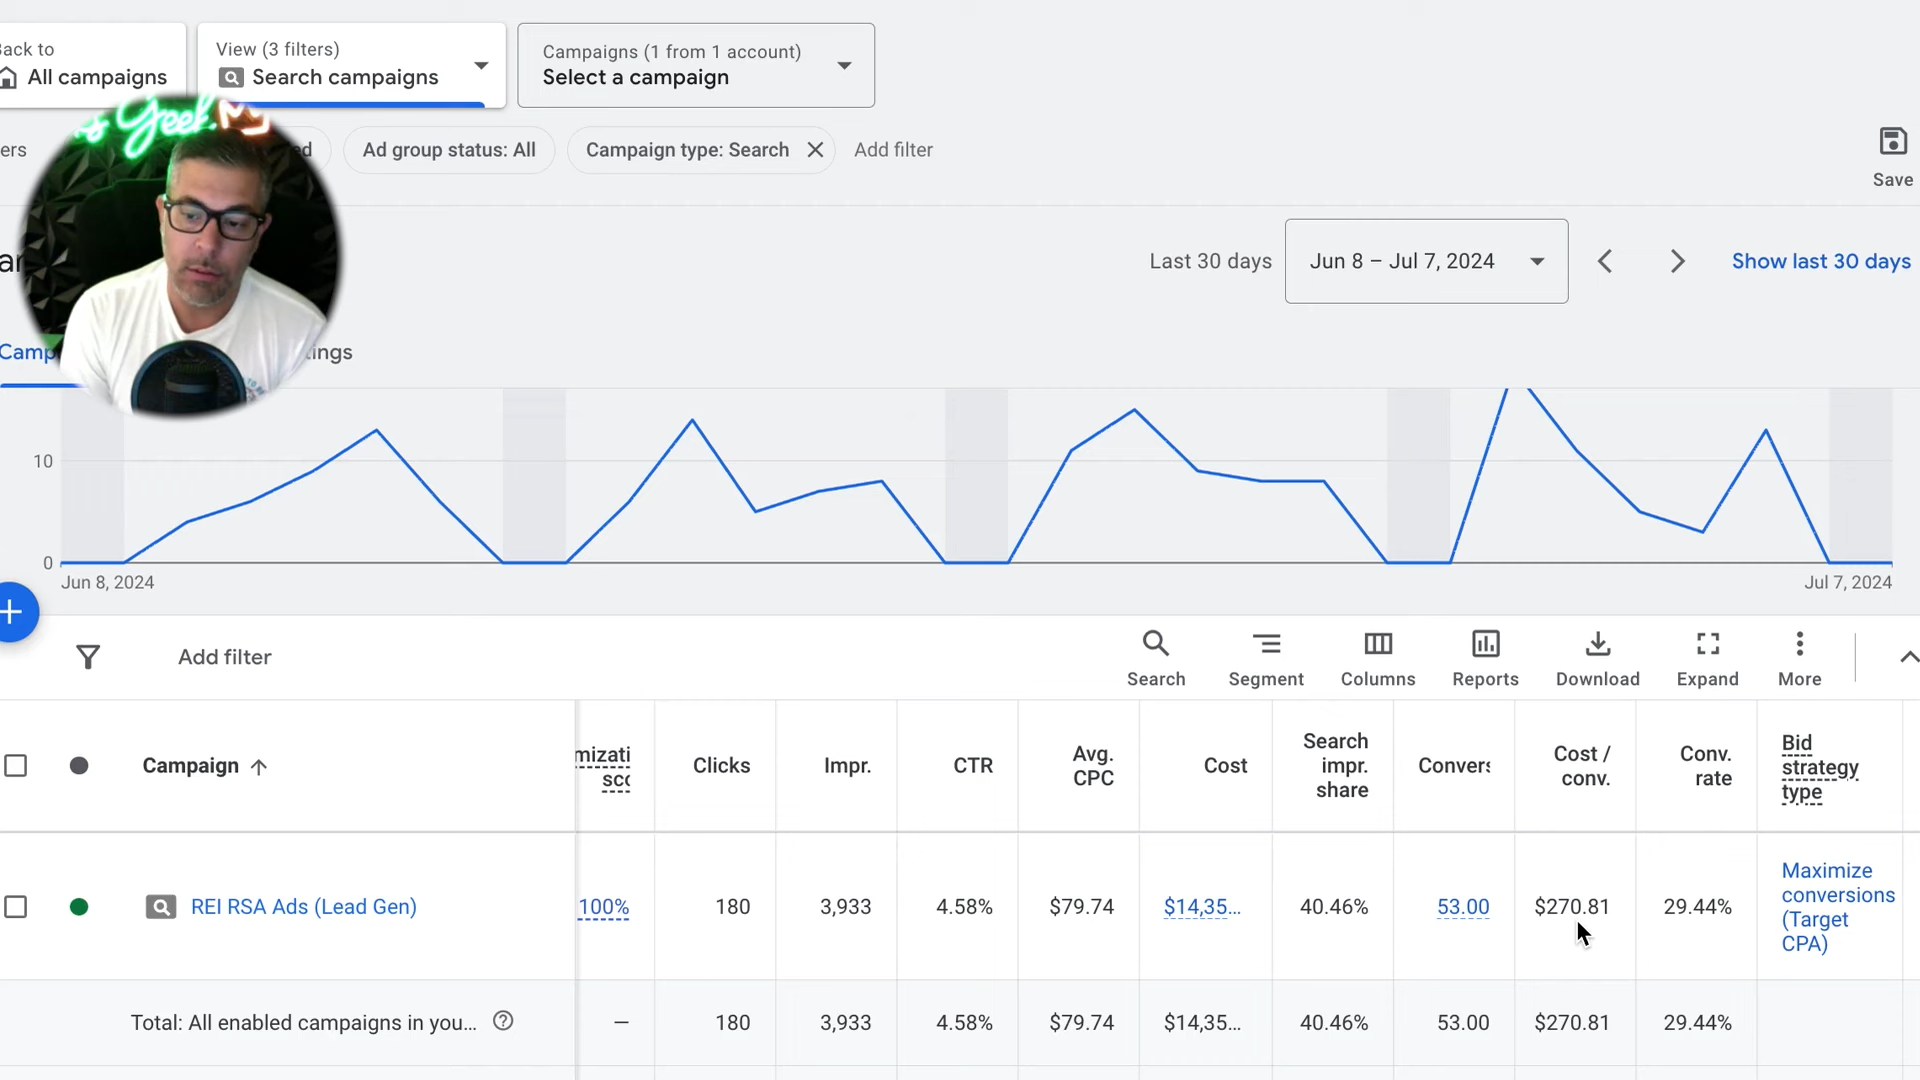 Back to
All campaigns
View (3 filters)
Search campaigns
Campaigns (1 from 1 account)
Select a campaign
Geek.
Ad group status: All
Campaign type: Search
Add filter
Save
Last 30 days
Jun 8 – Jul 7, 2024
Show last 30 days
10
0
Jun 8, 2024
Jul 7, 2024
Add filter
Search
Segment
Columns
Reports
Download
Expand
More
Campaign
Clicks
Impr.
CTR
Avg.
CPC
Cost
Search
impr.
share
Cost /
conv.
Conv.
rate
Bid
strategy
type
REI RSA Ads (Lead Gen)
100%
180
3,933
4.58%
$79.74
$14,35...
40.46%
53.00
$270.81
29.44%
Maximize
conversions
(Target
CPA)
Total: All enabled campaigns in you...
—
180
3,933
4.58%
$79.74
$14,35...
40.46%
53.00
$270.81
29.44%